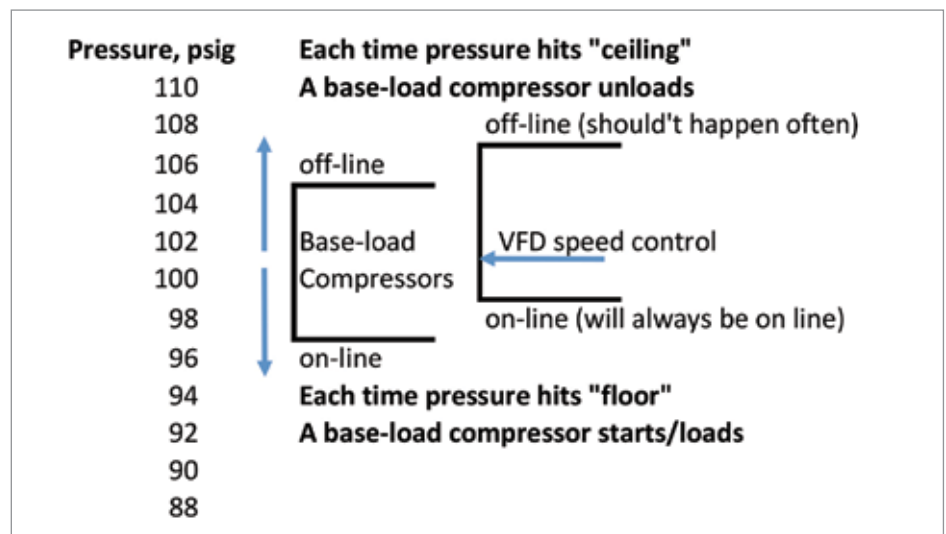 Pressure, psig Each time pressure hits "ceiling"
110 A base-load compressor unloads
108 off-line (should't happen often)
106 off-line
104
102 Base-load VFD speed control
100 Compressors
98 on-line (will always be on line)
96 on-line
94 Each time pressure hits "floor"
92 A base-load compressor starts/loads
90
88